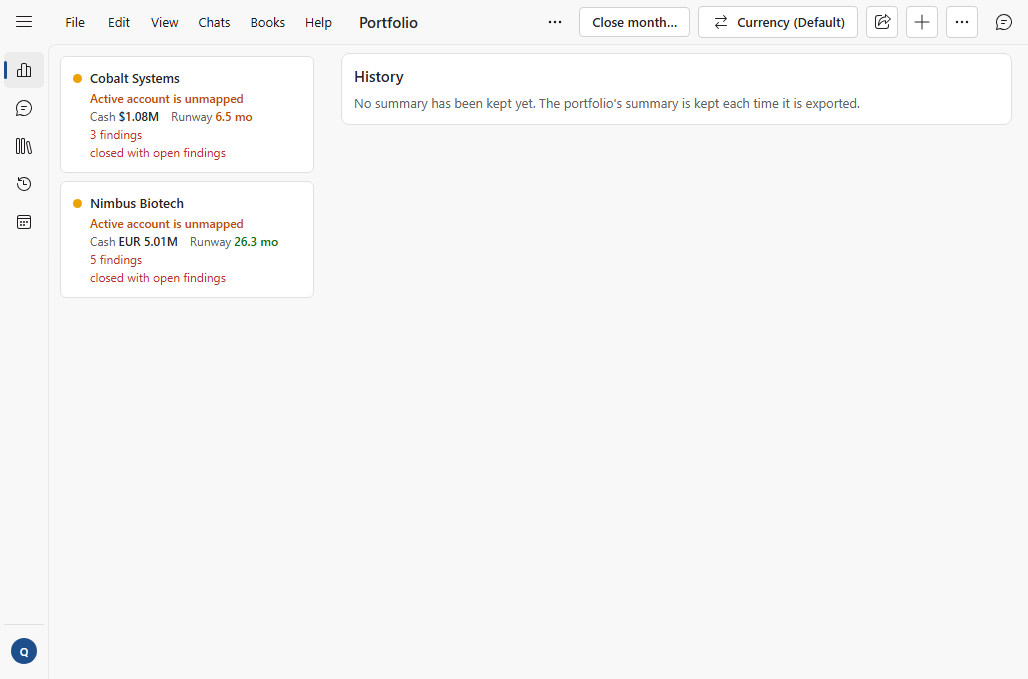 File Edit View Chats Books Help Portfolio ... Close month... Currency (Default) ...
Cobalt Systems
Active account is unmapped
Cash $1.08M Runway 6.5 mo
3 findings
closed with open findings
Nimbus Biotech
Active account is unmapped
Cash EUR 5.01M Runway 26.3 mo
5 findings
closed with open findings
History
No summary has been kept yet. The portfolio's summary is kept each time it is exported.
Q